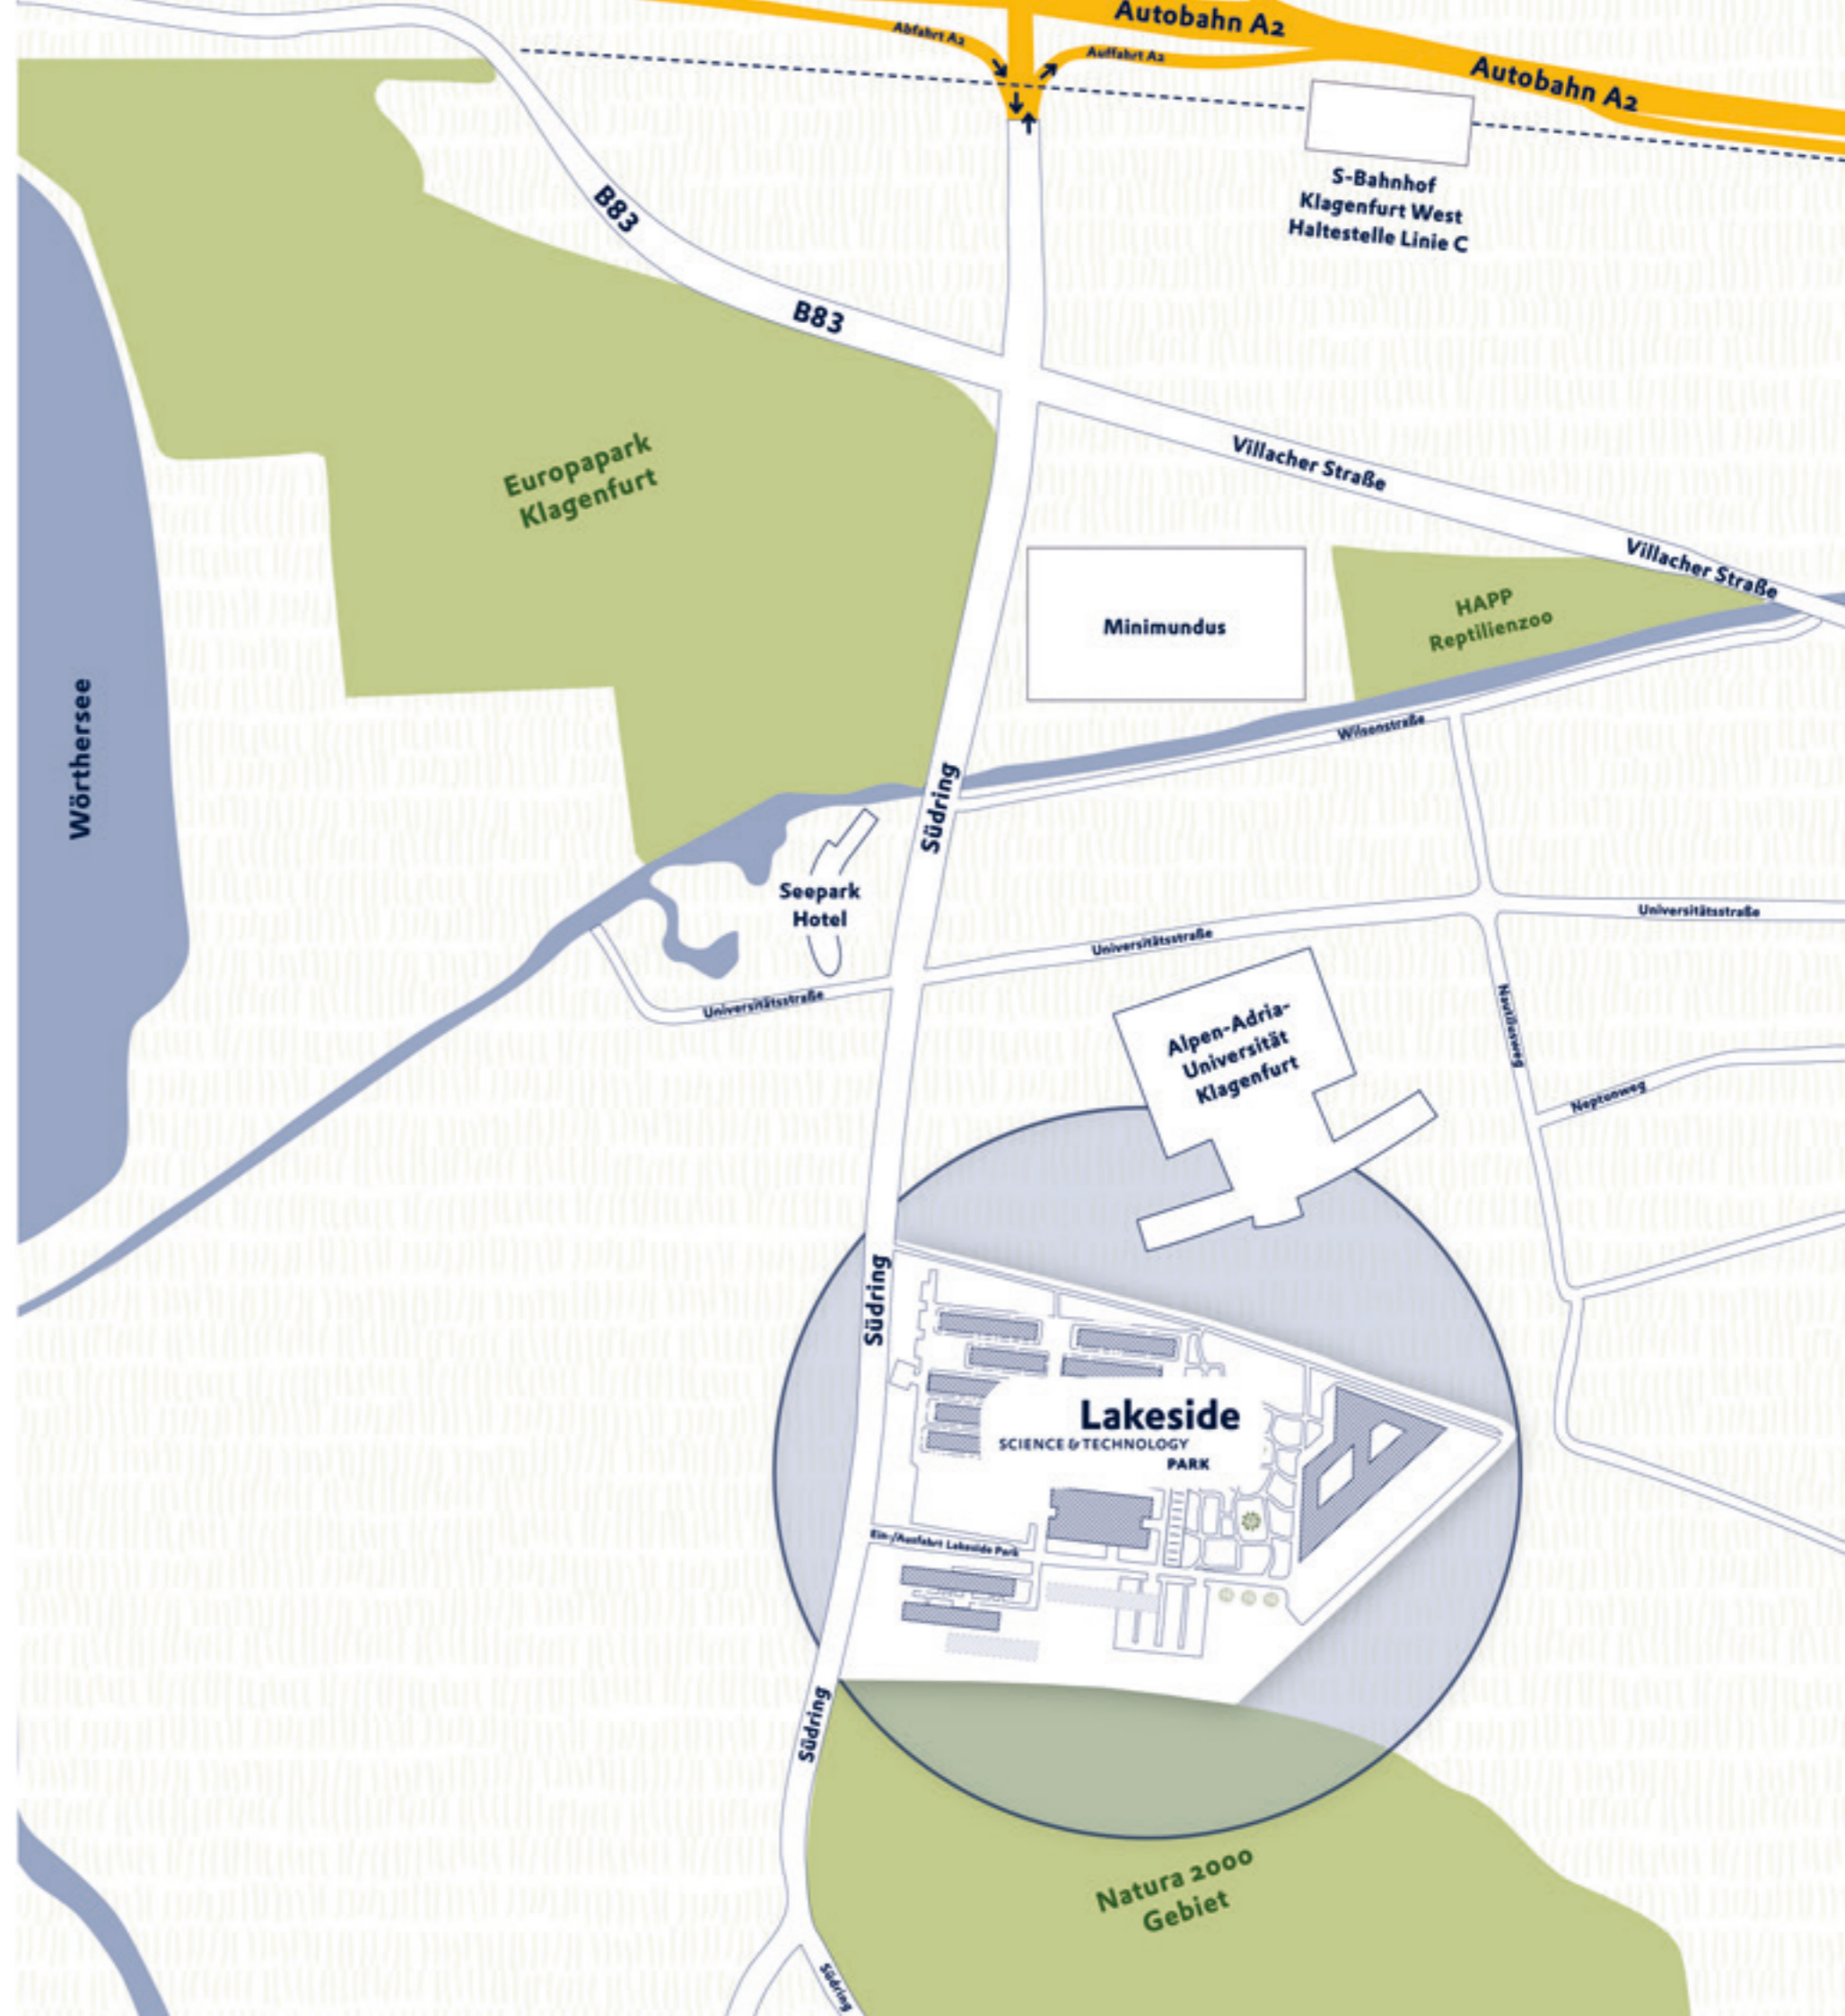 Autobahn A2
Abfahrt A2
Auffahrt A2
Autobahn A2
S-Bahnhof
Klagenfurt West
Haltestelle Linie C
B83
B83
Europapark
Klagenfurt
Villacher Straße
Villacher Straße
HAPP
Reptilienzoo
Minimundus
Wörthersee
Wilsonstraße
Südring
Seepark
Hotel
Universitätsstraße
Universitätsstraße
Universitätsstraße
Alpen-Adria-
Universität
Klagenfurt
Nautilusweg
Neptunweg
Südring
Lakeside
SCIENCE & TECHNOLOGY
PARK
Ein-/Ausfahrt Lakeside Park
Südring
Natura 2000
Gebiet
Südring